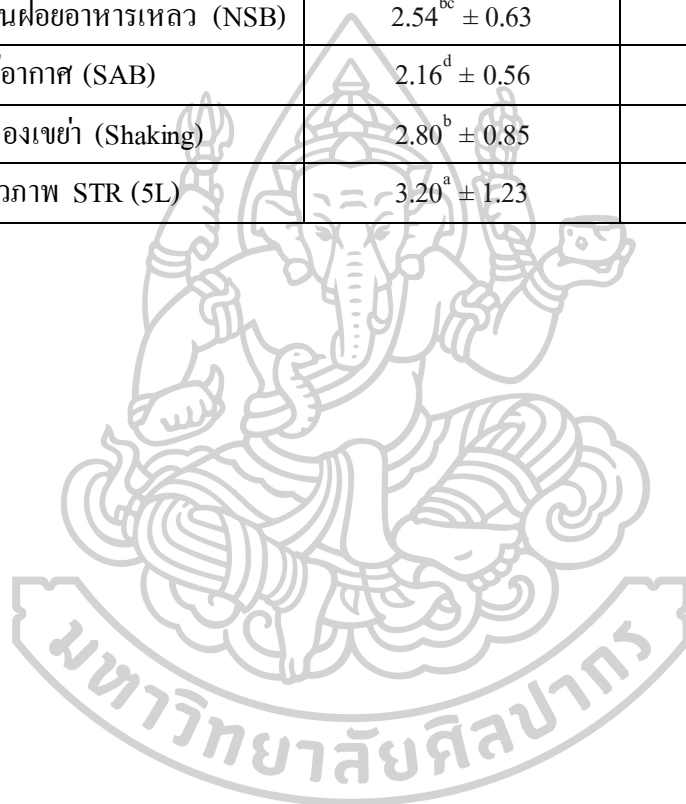 นฝอยอาหารเหลว (NSB) 2.54bc ± 0.63
อากาศ (SAB) 2.16d ± 0.56
องเขย่า (Shaking) 2.80b ± 0.85
วภาพ STR (5L) 3.20a ± 1.23
มหาวิทยาลัยศิลปากร